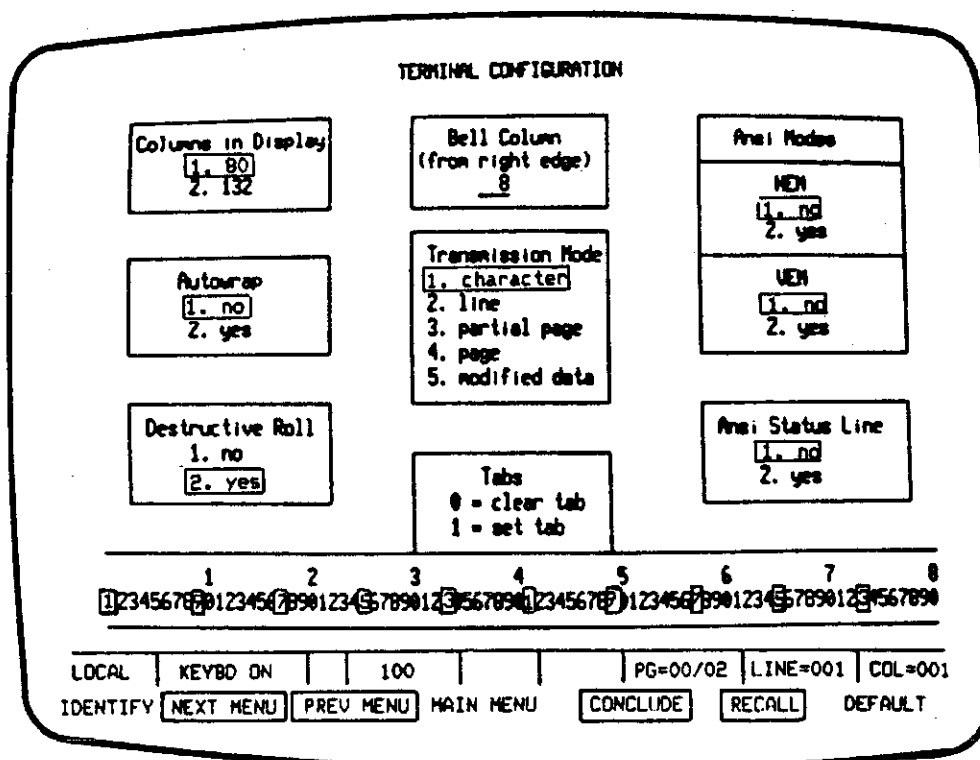 TERMINAL CONFIGURATION
Columns in Display
1. 80
2. 132
Bell Column
(from right edge)
8
Ansi Modes
MEM
1. no
2. yes
Autowrap
1. no
2. yes
Transmission Mode
1. character
2. line
3. partial page
4. page
5. modified data
VEM
1. no
2. yes
Destructive Roll
1. no
2. yes
Tabs
0 = clear tab
1 = set tab
Ansi Status Line
1. no
2. yes
1 2 3 4 5 6 7 8
LOCAL KEYBD ON 100 PG=00/02 LINE=001 COL=001
IDENTIFY NEXT MENU PREV MENU MAIN MENU CONCLUDE RECALL DEFAULT